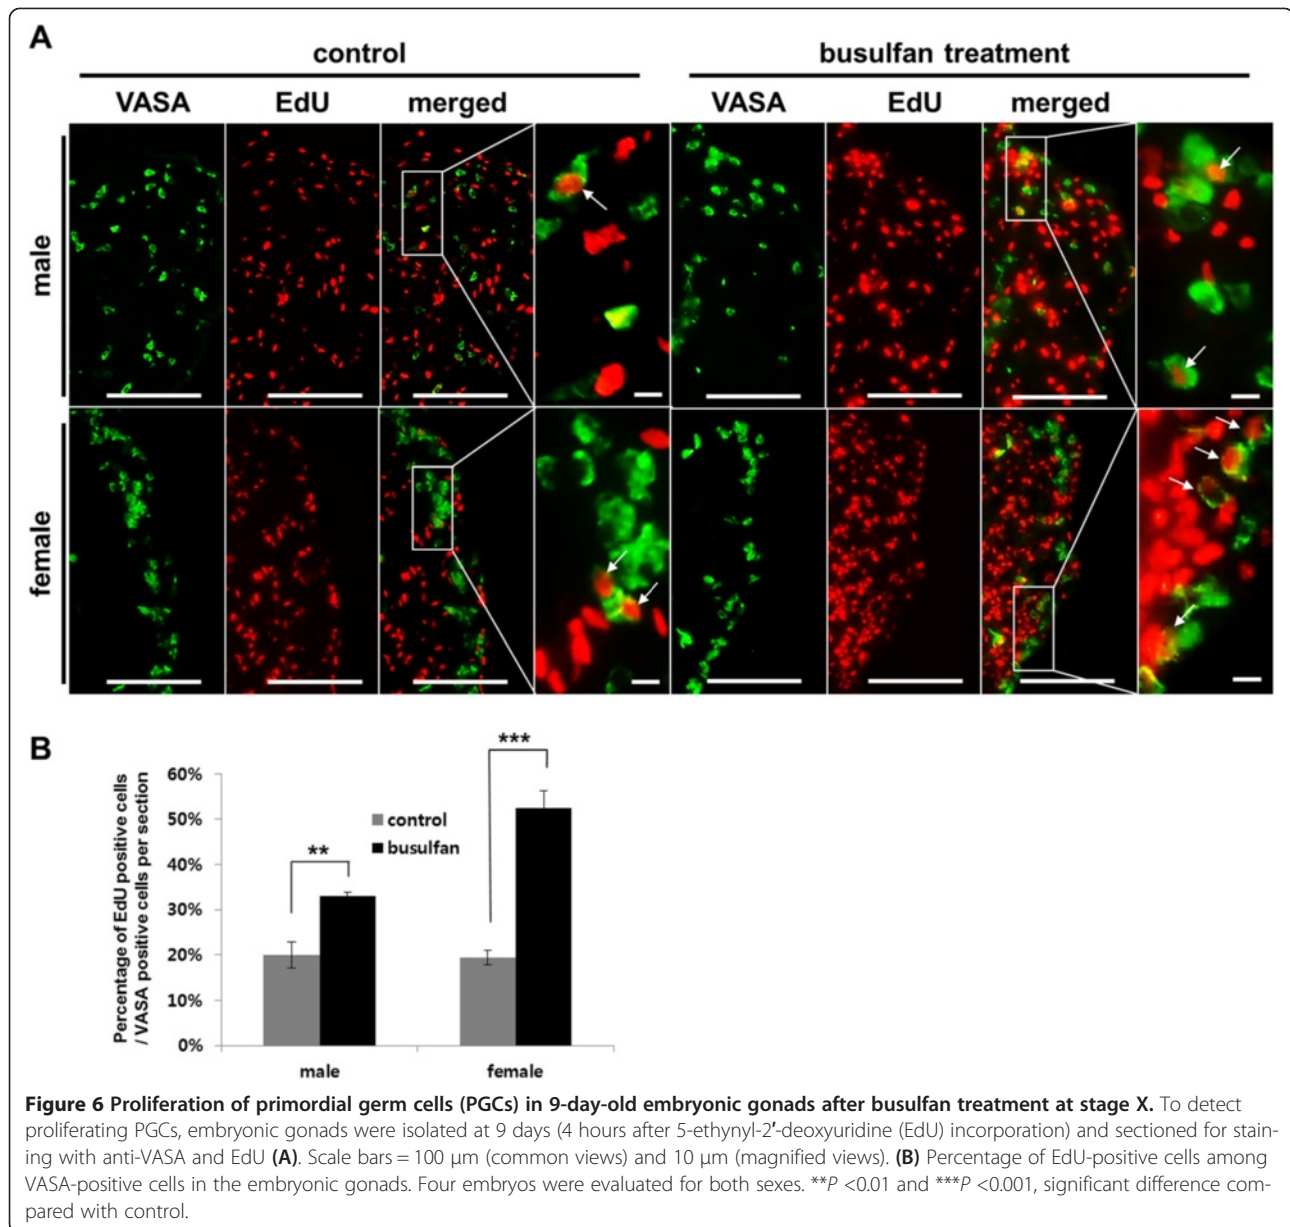 A
control
busulfan treatment
VASA EdU merged VASA EdU merged
male
female
B
Percentage of EdU positive cells
/ VASA positive cells per section
60%
50%
40%
30%
20%
10%
0%
control
busulfan
**
***
male female
Figure 6 Proliferation of primordial germ cells (PGCs) in 9-day-old embryonic gonads after busulfan treatment at stage X. To detect
proliferating PGCs, embryonic gonads were isolated at 9 days (4 hours after 5-ethynyl-2′-deoxyuridine (EdU) incorporation) and sectioned for stain-
ing with anti-VASA and EdU (A). Scale bars = 100 μm (common views) and 10 μm (magnified views). (B) Percentage of EdU-positive cells among
VASA-positive cells in the embryonic gonads. Four embryos were evaluated for both sexes. **P <0.01 and ***P <0.001, significant difference com-
pared with control.